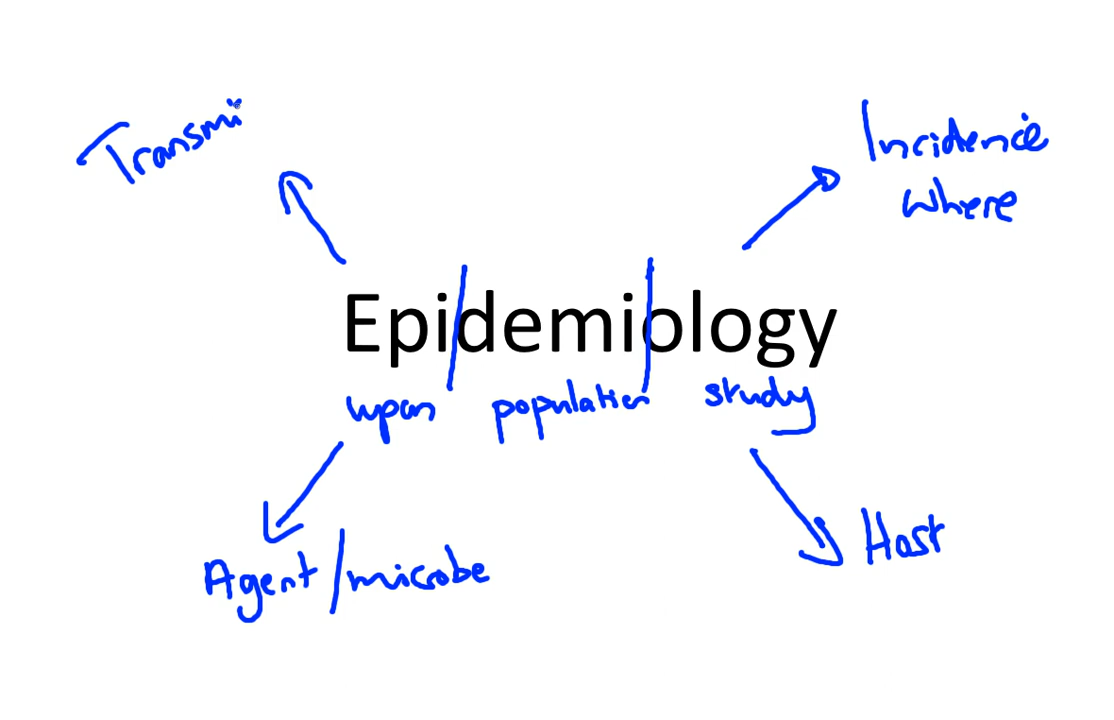 Transmi
Incidence
where
Epidemiology
upon population study
Agent/microbe
Host